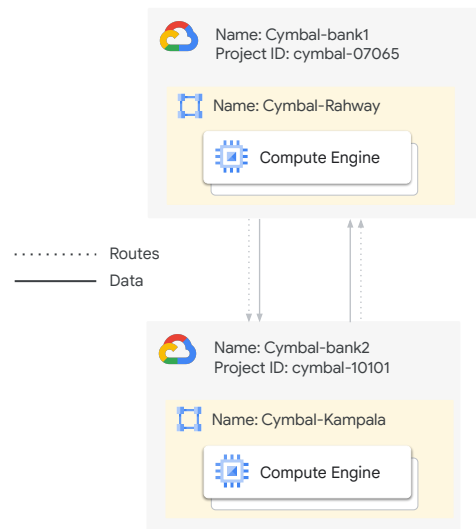 Name: Cymbal-bank1
Project ID: cymbal-07065
Name: Cymbal-Rahway
Compute Engine
Routes
Data
Name: Cymbal-bank2
Project ID: cymbal-10101
Name: Cymbal-Kampala
Compute Engine